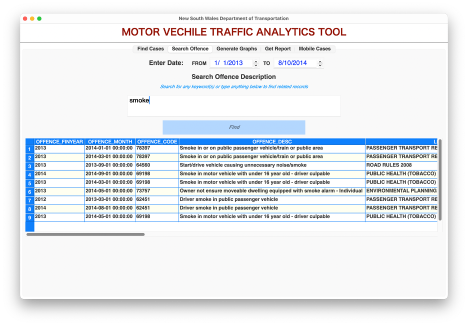 New South Wales Department of Transportation
MOTOR VECHILE TRAFFIC ANALYTICS TOOL
Find Cases Search Offence Generate Graphs Get Report Mobile Cases
Enter Date: FROM 1/ 1/2013 TO 8/10/2014
Search Offence Description
Search for any keyword(s) or type anything below to find related records
smoke
Find
OFFENCE_FINYEAR OFFENCE_MONTH OFFENCE_CODE OFFENCE_DESC
1 2013 2014-01-01 00:00:00 78397 Smoke in or on public passenger vehicle/train or public area PASSENGER TRANSPORT RE
2 2013 2014-03-01 00:00:00 78397 Smoke in or on public passenger vehicle/train or public area PASSENGER TRANSPORT RE
3 2013 2013-09-01 00:00:00 64560 Start/drive vehicle causing unnecessary noise/smoke ROAD RULES 2008
4 2014 2014-09-01 00:00:00 69198 Smoke in motor vehicle with under 16 year old - driver culpable PUBLIC HEALTH (TOBACCO)
5 2013 2014-03-01 00:00:00 69198 Smoke in motor vehicle with under 16 year old - driver culpable PUBLIC HEALTH (TOBACCO)
6 2013 2014-05-01 00:00:00 73757 Owner not ensure moveable dwelling equipped with smoke alarm - Individual ENVIRONMENTAL PLANNING
7 2012 2013-03-01 00:00:00 62451 Driver smoke in public passenger vehicle PASSENGER TRANSPORT RE
8 2014 2014-08-01 00:00:00 62451 Driver smoke in public passenger vehicle PASSENGER TRANSPORT RE
9 2013 2014-05-01 00:00:00 69198 Smoke in motor vehicle with under 16 year old - driver culpable PUBLIC HEALTH (TOBACCO)